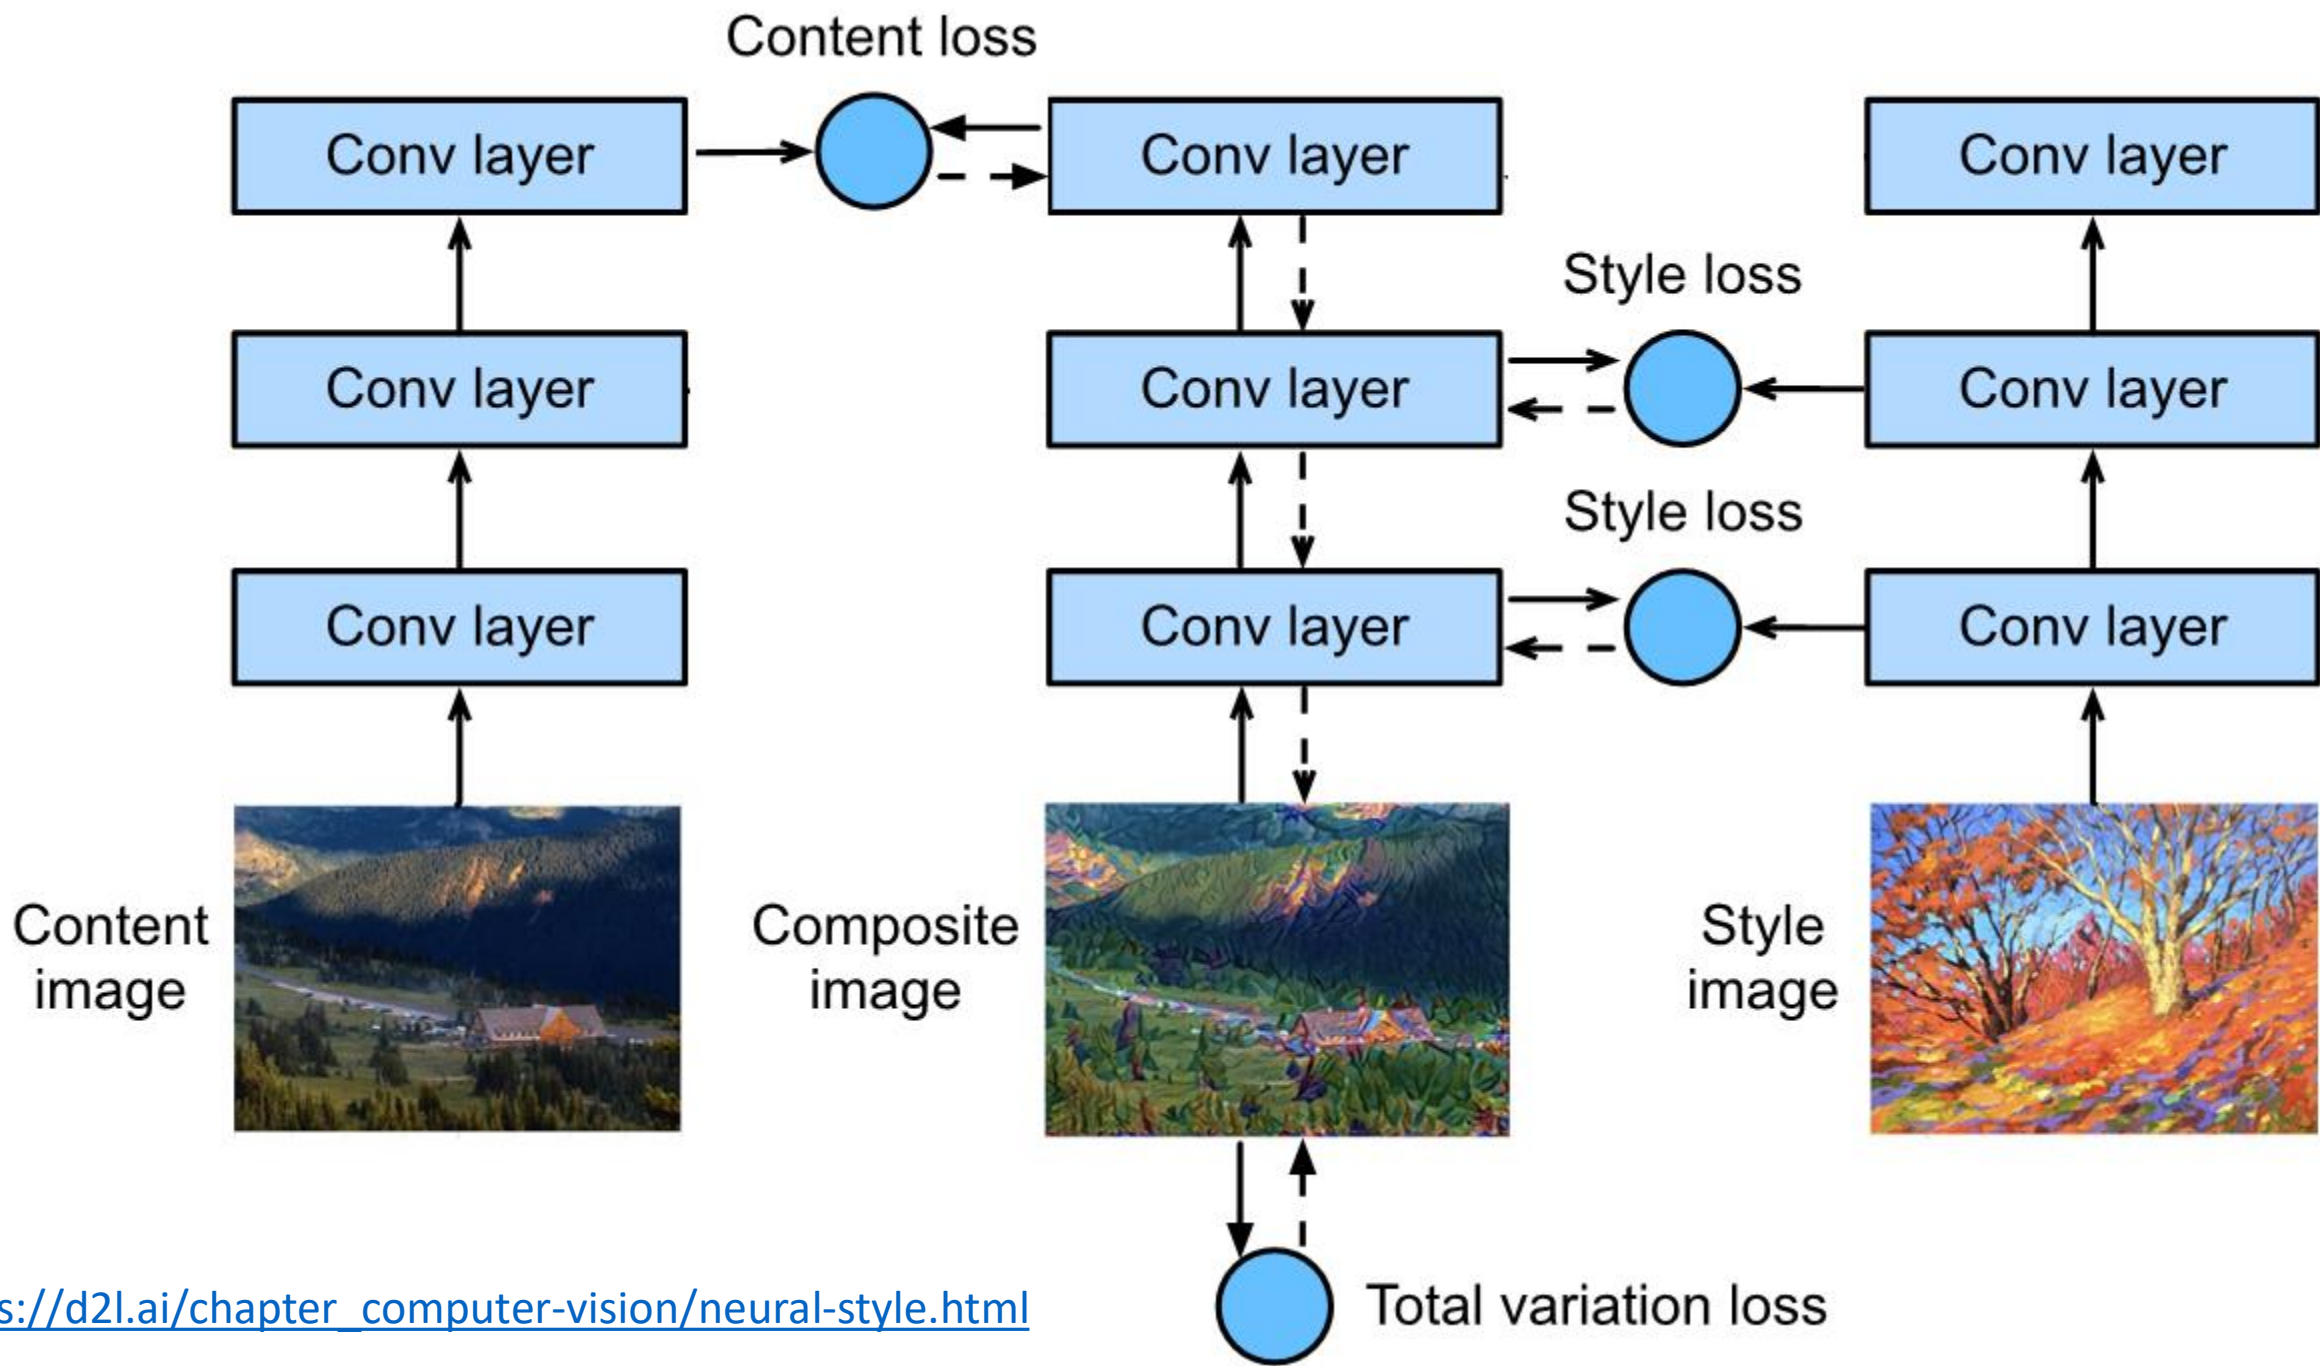 Content loss
Conv layer
Conv layer
Conv layer
Style loss
Conv layer
Conv layer
Conv layer
Style loss
Conv layer
Conv layer
Conv layer
Content
image
Composite
image
Style
image
s://d2l.ai/chapter_computer-vision/neural-style.html
Total variation loss